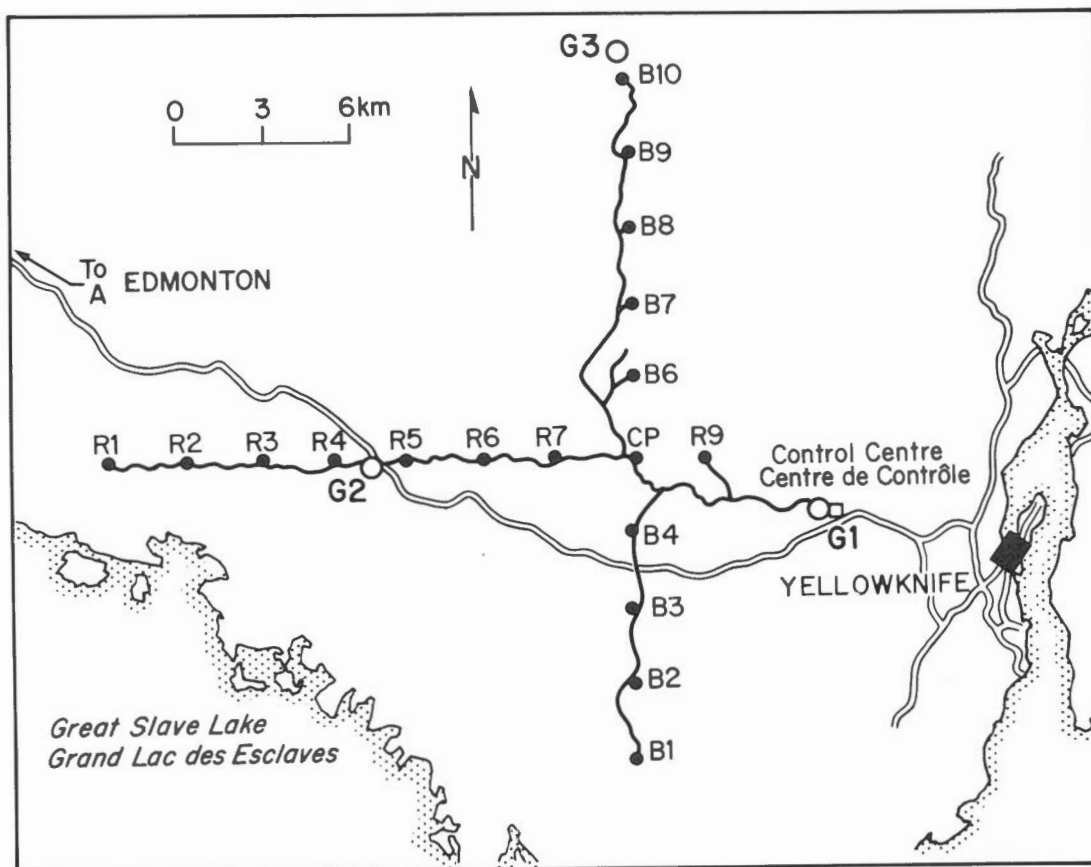 G3
B10
0 3 6km
N
B9
B8
To
A EDMONTON
B7
B6
R1 R2 R3 R4 R5 R6 R7 CP R9
G2
Control Centre
Centre de Contrôle
G1
B4
YELLOWKNIFE
B3
B2
Great Slave Lake
Grand Lac des Esclaves
B1